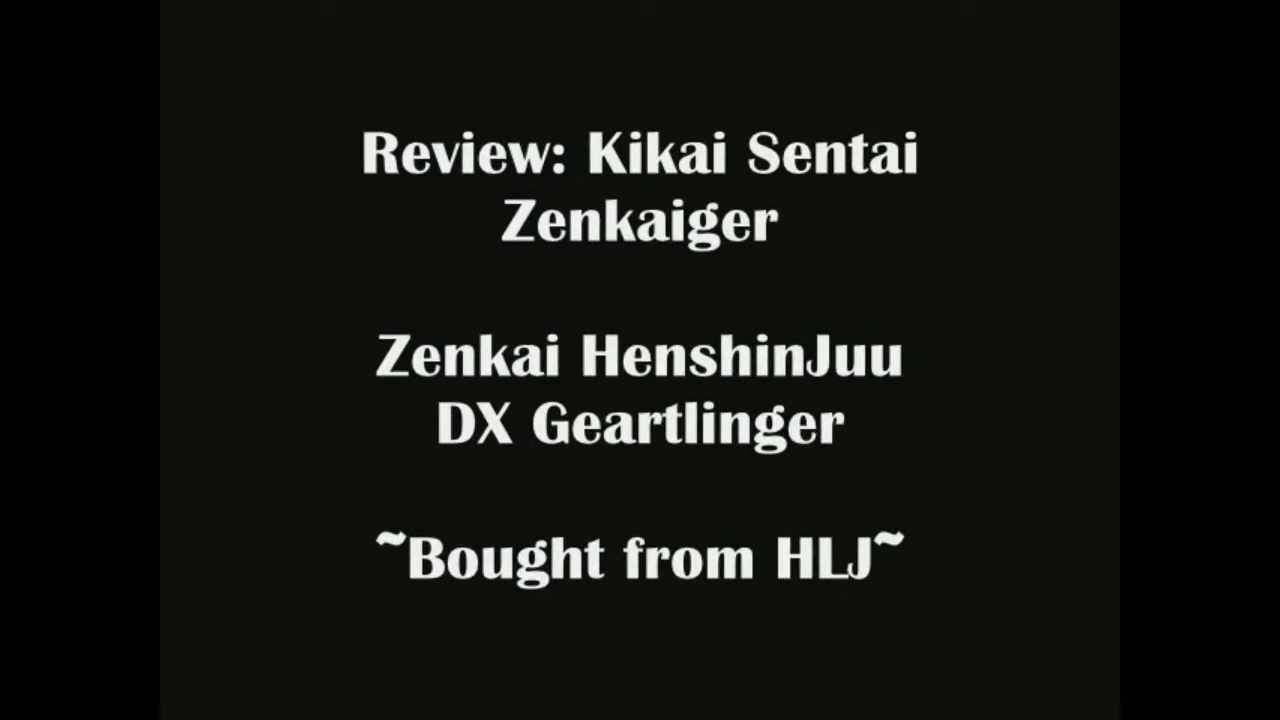 Review: Kikai Sentai
Zenkaiger
Zenkai HenshinJuu
DX Geartlinger
~Bought from HLJ~